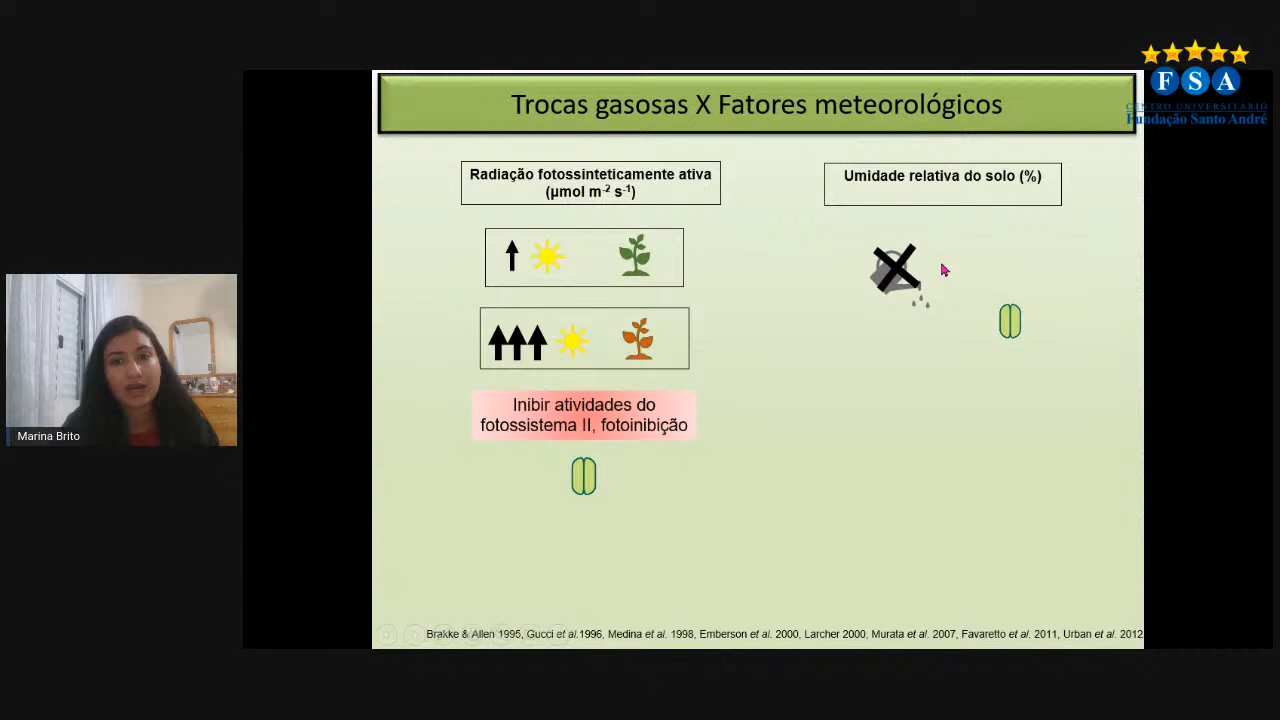 FSA
CENTRO UNIVERSITÁRIO
Fundação Santo André
Trocas gasosas X Fatores meteorológicos
Radiação fotossinteticamente ativa
(µmol m-2 s-1)
Umidade relativa do solo (%)
Inibir atividades do
fotossistema II, fotoinibição
Marina Brito
Brakke & Allen 1995, Gucci et al.1996, Medina et al. 1998, Emberson et al. 2000, Larcher 2000, Murata et al. 2007, Favaretto et al. 2011, Urban et al. 2012